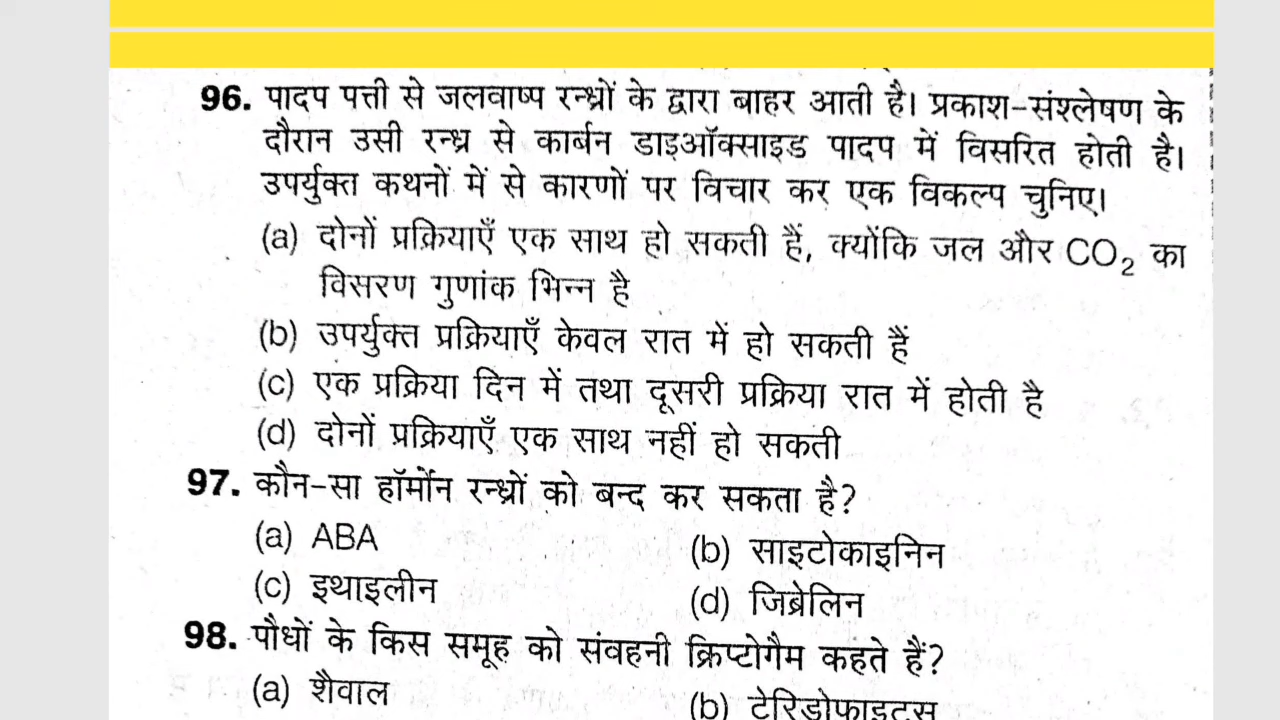 96. पादप पत्ती से जलवाष्प रन्ध्रों के द्वारा बाहर आती है। प्रकाश-संश्लेषण के
दौरान उसी रन्ध्र से कार्बन डाइऑक्साइड पादप में विसरित होती है।
उपर्युक्त कथनों में से कारणों पर विचार कर एक विकल्प चुनिए।
(a) दोनों प्रक्रियाएँ एक साथ हो सकती हैं, क्योंकि जल और CO₂ का
विसरण गुणांक भिन्न है
(b) उपर्युक्त प्रक्रियाएँ केवल रात में हो सकती हैं
(c) एक प्रक्रिया दिन में तथा दूसरी प्रक्रिया रात में होती है
(d) दोनों प्रक्रियाएँ एक साथ नहीं हो सकती
97. कौन-सा हॉर्मोन रन्ध्रों को बन्द कर सकता है?
(a) ABA (b) साइटोकाइनिन
(c) इथाइलीन (d) जिब्रेलिन
98. पौधों के किस समूह को संवहनी क्रिप्टोगैम कहते हैं?
(a) शैवाल (b) टेरिडोफाइट्स